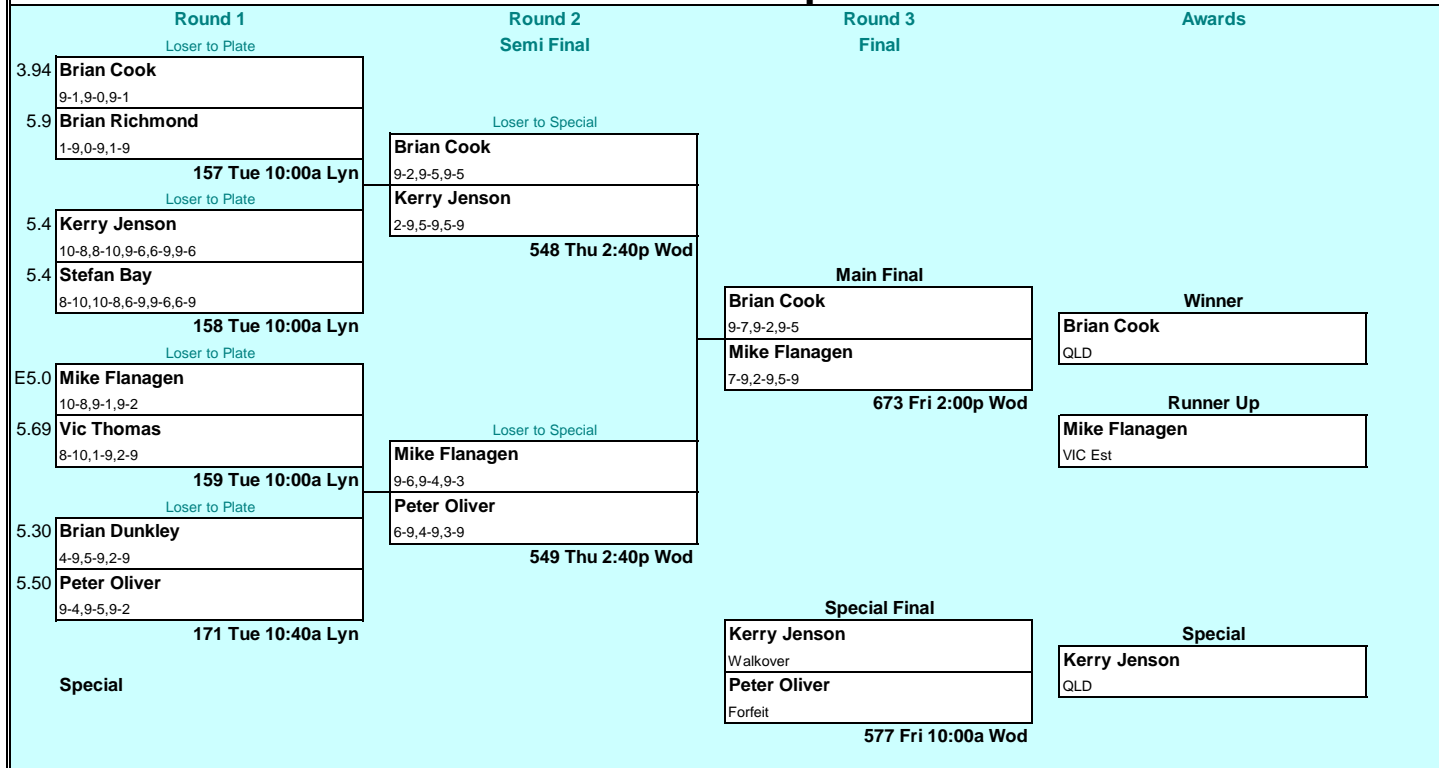 Round 1
Round 2
Round 3
Awards
Loser to Plate
Semi Final
Final
3.94 Brian Cook
9-1,9-0,9-1
5.9 Brian Richmond
1-9,0-9,1-9
157 Tue 10:00a Lyn
Loser to Plate
5.4 Kerry Jenson
10-8,8-10,9-6,6-9,9-6
5.4 Stefan Bay
8-10,10-8,6-9,9-6,6-9
158 Tue 10:00a Lyn
Loser to Plate
E5.0 Mike Flanagen
10-8,9-1,9-2
5.69 Vic Thomas
8-10,1-9,2-9
159 Tue 10:00a Lyn
Loser to Plate
5.30 Brian Dunkley
4-9,5-9,2-9
5.50 Peter Oliver
9-4,9-5,9-2
171 Tue 10:40a Lyn
Special
Loser to Special
Brian Cook
9-2,9-5,9-5
Kerry Jenson
2-9,5-9,5-9
548 Thu 2:40p Wod
Loser to Special
Mike Flanagen
9-6,9-4,9-3
Peter Oliver
6-9,4-9,3-9
549 Thu 2:40p Wod
Main Final
Brian Cook
9-7,9-2,9-5
Mike Flanagen
7-9,2-9,5-9
673 Fri 2:00p Wod
Special Final
Kerry Jenson
Walkover
Peter Oliver
Forfeit
577 Fri 10:00a Wod
Winner
Brian Cook
QLD
Runner Up
Mike Flanagen
VIC Est
Special
Kerry Jenson
QLD